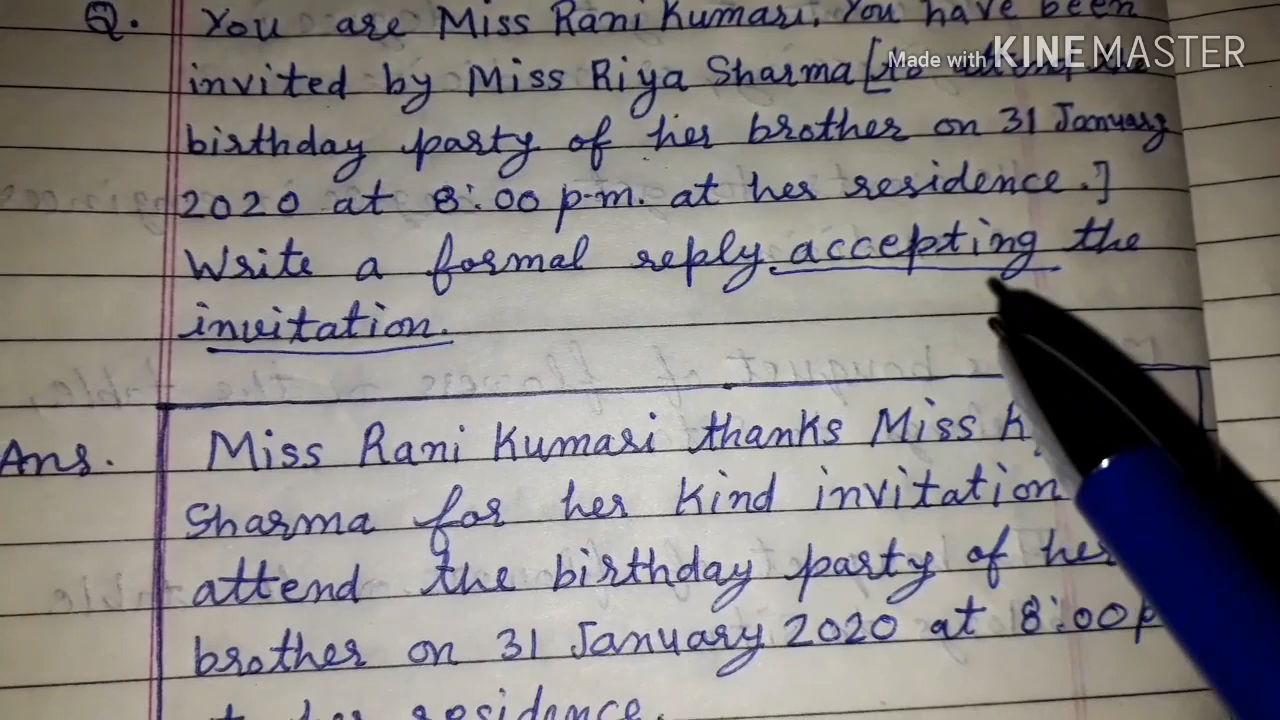 Made with KINEMASTER
Q. You are Miss Rani Kumari. You have been
invited by Miss Riya Sharma [to
birthday party of her brother on 31 January
2020 at 8:00 p.m. at her residence.]
Write a formal reply accepting the
invitation.
Ans. Miss Rani Kumari thanks Miss
Sharma for her kind invitation
attend the birthday party of her
brother on 31 January 2020 at 8:00 p
her residence.